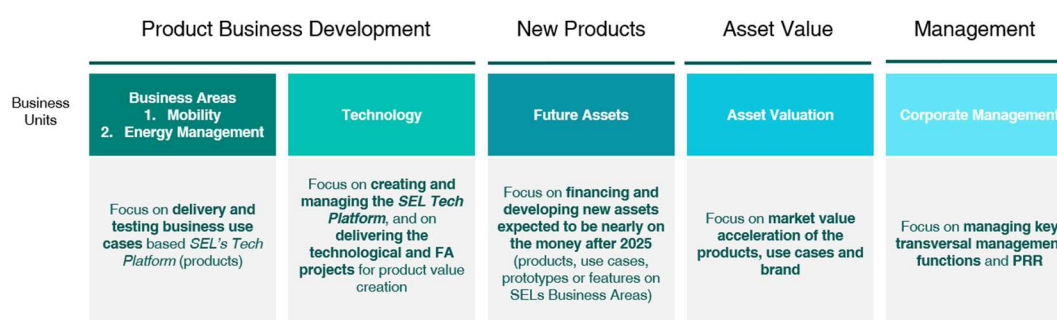 Product Business Development
New Products
Asset Value
Management
Business
Units
Business Areas
1. Mobility
2. Energy Management
Technology
Future Assets
Asset Valuation
Corporate Management
Focus on delivery and
testing business use
cases based SEL's Tech
Platform (products)
Focus on creating and
managing the SEL Tech
Platform, and on
delivering the
technological and FA
projects for product value
creation
Focus on financing and
developing new assets
expected to be nearly on
the money after 2025
(products, use cases,
prototypes or features on
SELs Business Areas)
Focus on market value
acceleration of the
products, use cases and
brand
Focus on managing key
transversal management
functions and PRR